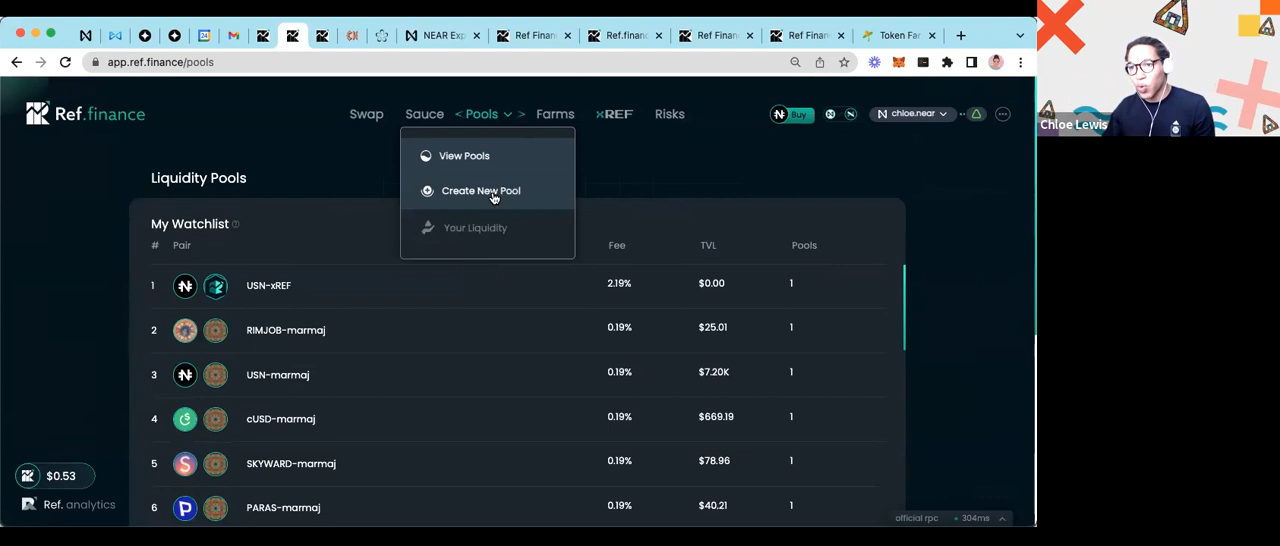 NEAR Exp
Ref Finan
Ref.financ
Ref Finan
Ref Finan
Token Far
app.ref.finance/pools
Ref.finance
Swap
Sauce
< Pools >
Farms
xREF
Risks
Buy
chloe.near
Chloe Lewis
View Pools
Create New Pool
Your Liquidity
Liquidity Pools
My Watchlist
# Pair Fee TVL Pools
1 USN-xREF 2.19% $0.00 1
2 RIMJOB-marmaj 0.19% $25.01 1
3 USN-marmaj 0.19% $7.20K 1
4 cUSD-marmaj 0.19% $669.19 1
5 SKYWARD-marmaj 0.19% $78.96 1
6 PARAS-marmaj 0.19% $40.21 1
$0.53
Ref. analytics
official rpc
304ms